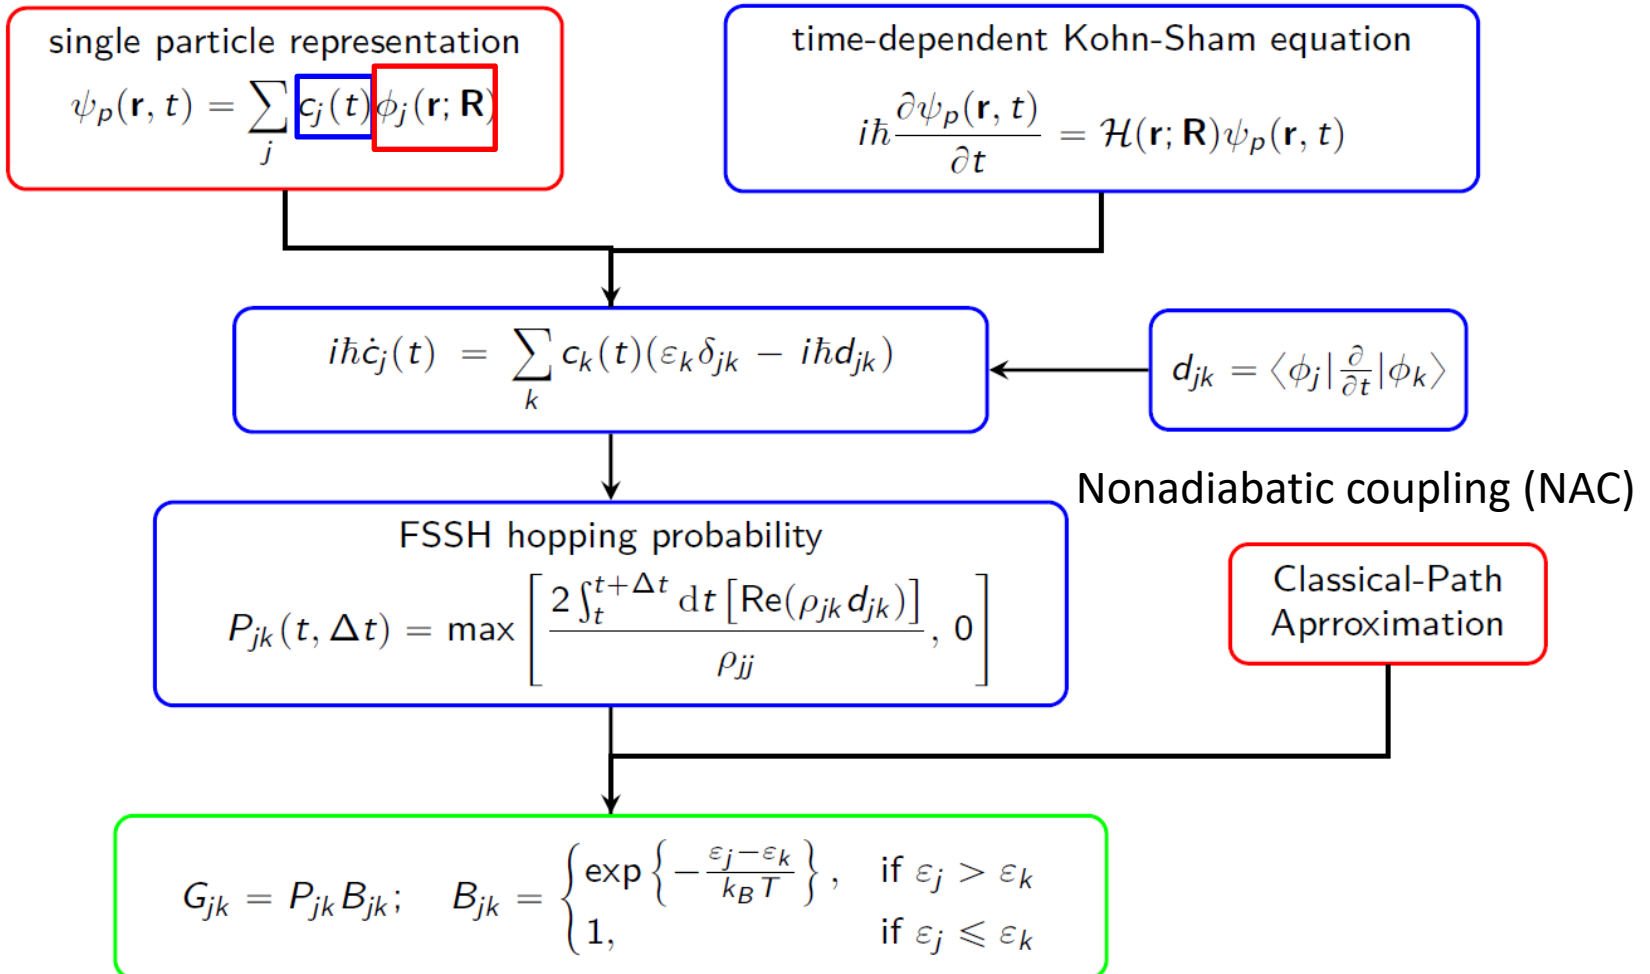 single particle representation
ψ_p(𝐫, t) = ∑_j c_j(t) ϕ_j(𝐫; 𝐑)
time-dependent Kohn-Sham equation
iℏ ∂ψ_p(𝐫, t)/∂t = ℋ(𝐫; 𝐑)ψ_p(𝐫, t)
iℏċ_j(t) = ∑_k c_k(t)(ε_k δ_jk − iℏd_jk)
d_jk = ⟨ϕ_j| ∂/∂t |ϕ_k⟩
Nonadiabatic coupling (NAC)
FSSH hopping probability
P_jk(t, Δt) = max [ 2 ∫_t^{t+Δt} dt [Re(ρ_jk d_jk)] / ρ_jj , 0 ]
Classical-Path
Aprroximation
G_jk = P_jk B_jk; B_jk = { exp { − (ε_j−ε_k)/(k_B T) } , if ε_j > ε_k
1, if ε_j ⩽ ε_k